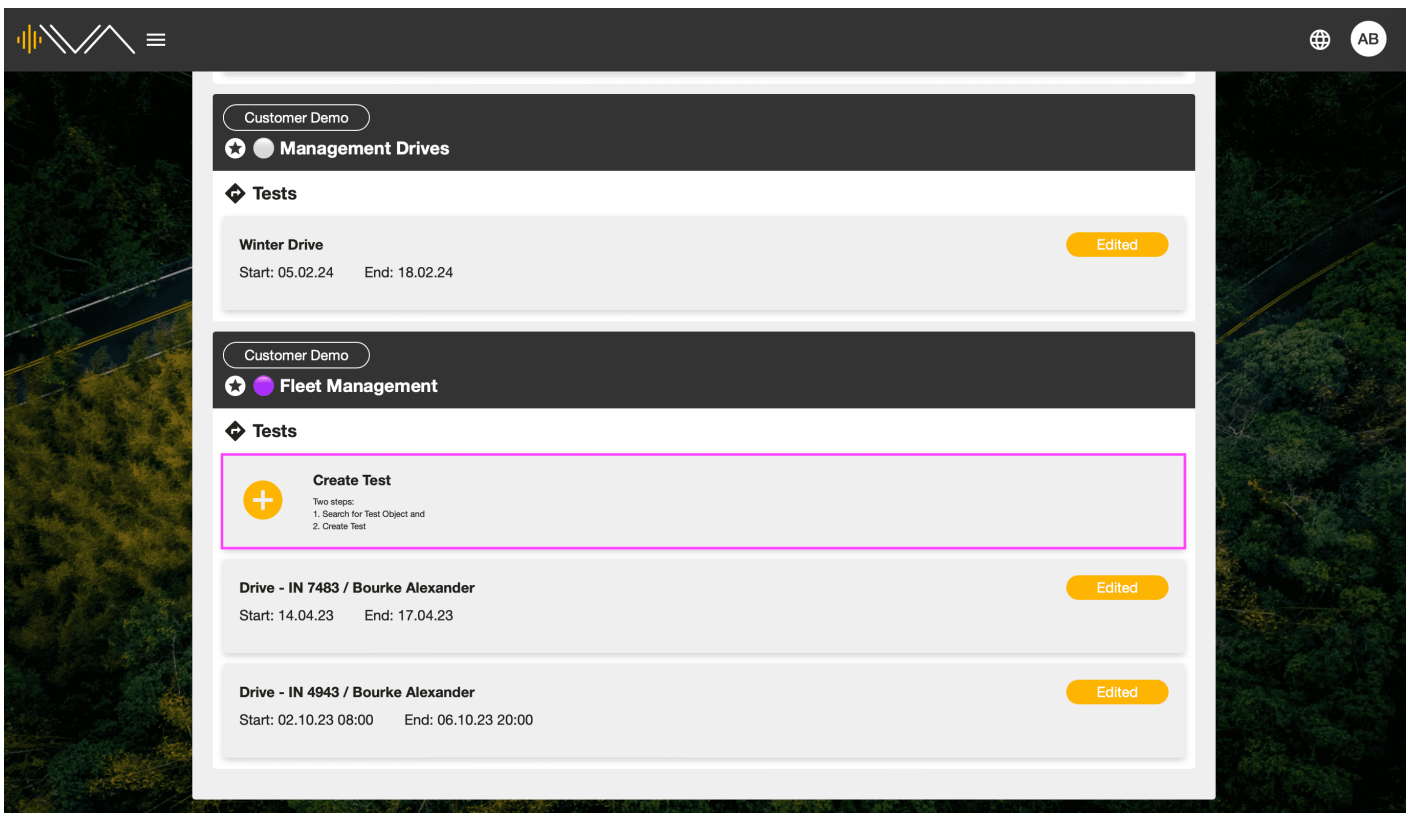 AB
Customer Demo
Management Drives
Tests
Winter Drive
Edited
Start: 05.02.24 End: 18.02.24
Customer Demo
Fleet Management
Tests
Create Test
Two steps:
1. Search for Test Object and
2. Create Test
Drive - IN 7483 / Bourke Alexander
Edited
Start: 14.04.23 End: 17.04.23
Drive - IN 4943 / Bourke Alexander
Edited
Start: 02.10.23 08:00 End: 06.10.23 20:00